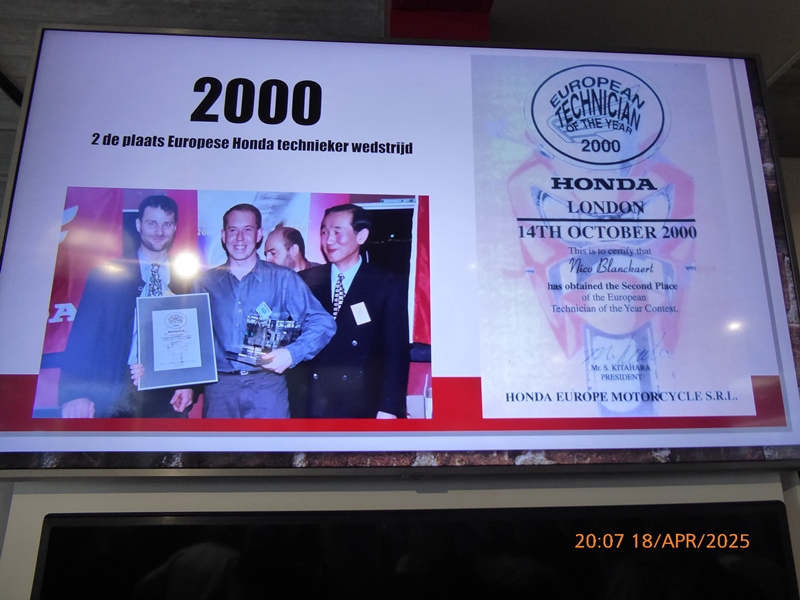 2000
2 de plaats Europese Honda technieker wedstrijd
EUROPEAN
TECHNICIAN
OF THE YEAR
2000
HONDA
LONDON
14TH OCTOBER 2000
This is to certify that
Nico Blanckaert
has obtained the Second Place
of the European
Technician of the Year Contest.
Mr. S. KITAHARA
PRESIDENT
HONDA EUROPE MOTORCYCLE S.R.L.
20:07 18/APR/2025